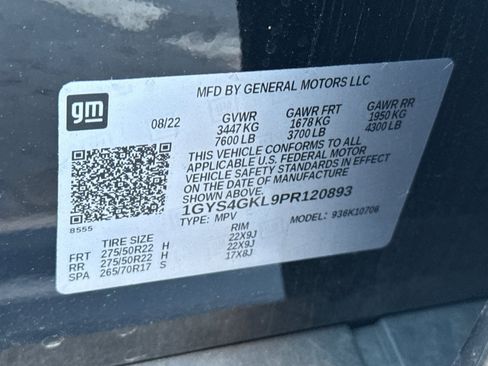 gm
MFD BY GENERAL MOTORS LLC
08/22 GVWR GAWR FRT GAWR RR
3447 KG 1678 KG 1950 KG
7600 LB 3700 LB 4300 LB
THIS VEHICLE CONFORMS TO ALL
APPLICABLE U.S. FEDERAL MOTOR
VEHICLE SAFETY STANDARDS IN EFFECT
ON THE DATE OF MANUFACTURE
SHOWN ABOVE.
1GYS4GKL9PR120893
8555 TYPE: MPV MODEL: 936K10706
TIRE SIZE RIM
FRT 275/50R22 H 22X9J
RR 275/50R22 H 22X9J
SPA 265/70R17 S 17X8J